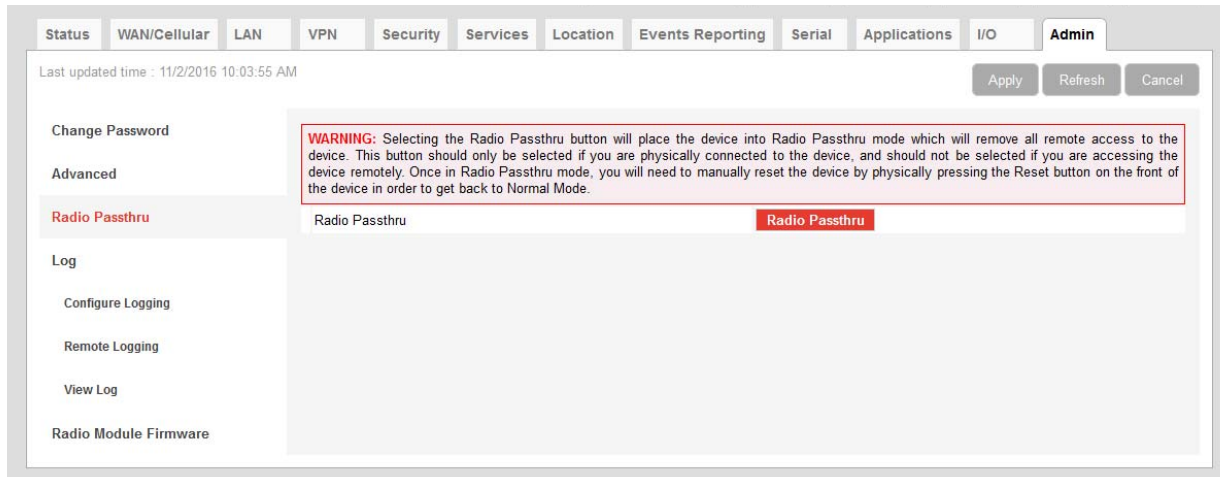 Status WAN/Cellular LAN VPN Security Services Location Events Reporting Serial Applications I/O Admin
Last updated time : 11/2/2016 10:03:55 AM
Apply Refresh Cancel
Change Password
Advanced
Radio Passthru
Log
Configure Logging
Remote Logging
View Log
Radio Module Firmware
WARNING: Selecting the Radio Passthru button will place the device into Radio Passthru mode which will remove all remote access to the
device. This button should only be selected if you are physically connected to the device, and should not be selected if you are accessing the
device remotely. Once in Radio Passthru mode, you will need to manually reset the device by physically pressing the Reset button on the front of
the device in order to get back to Normal Mode.
Radio Passthru Radio Passthru